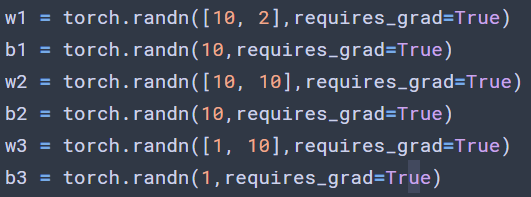 w1 = torch.randn([10, 2],requires_grad=True)
b1 = torch.randn(10,requires_grad=True)
w2 = torch.randn([10, 10],requires_grad=True)
b2 = torch.randn(10,requires_grad=True)
w3 = torch.randn([1, 10],requires_grad=True)
b3 = torch.randn(1,requires_grad=True)